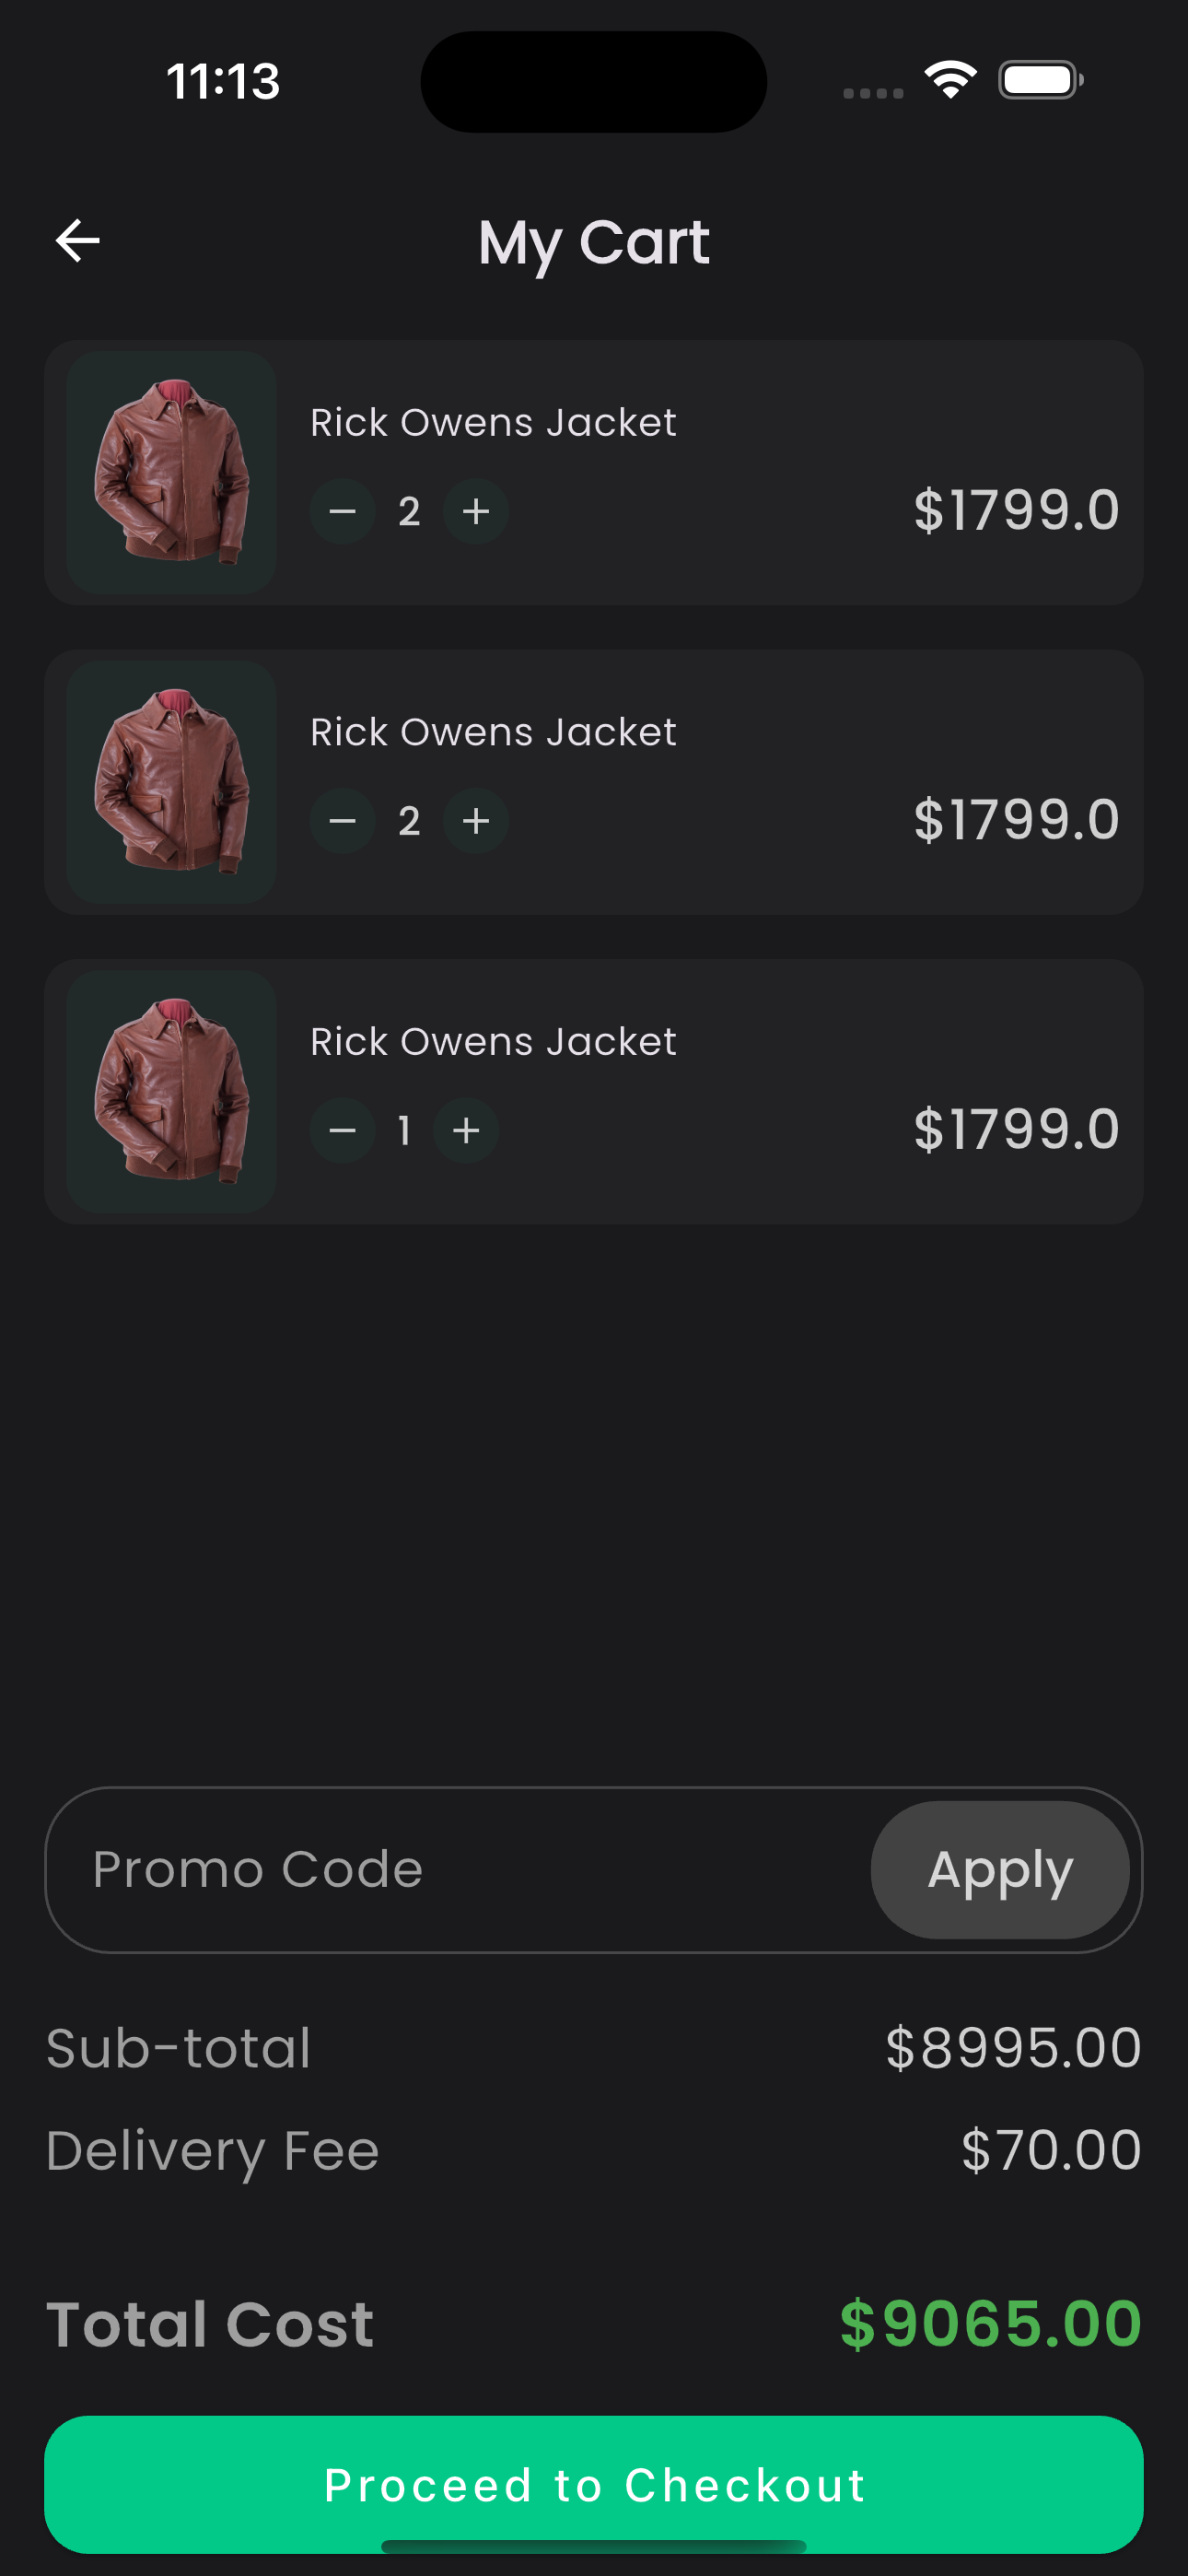 11:13
My Cart
Rick Owens Jacket
− 2 +
$1799.0
Rick Owens Jacket
− 2 +
$1799.0
Rick Owens Jacket
− 1 +
$1799.0
Promo Code
Apply
Sub-total $8995.00
Delivery Fee $70.00
Total Cost $9065.00
Proceed to Checkout